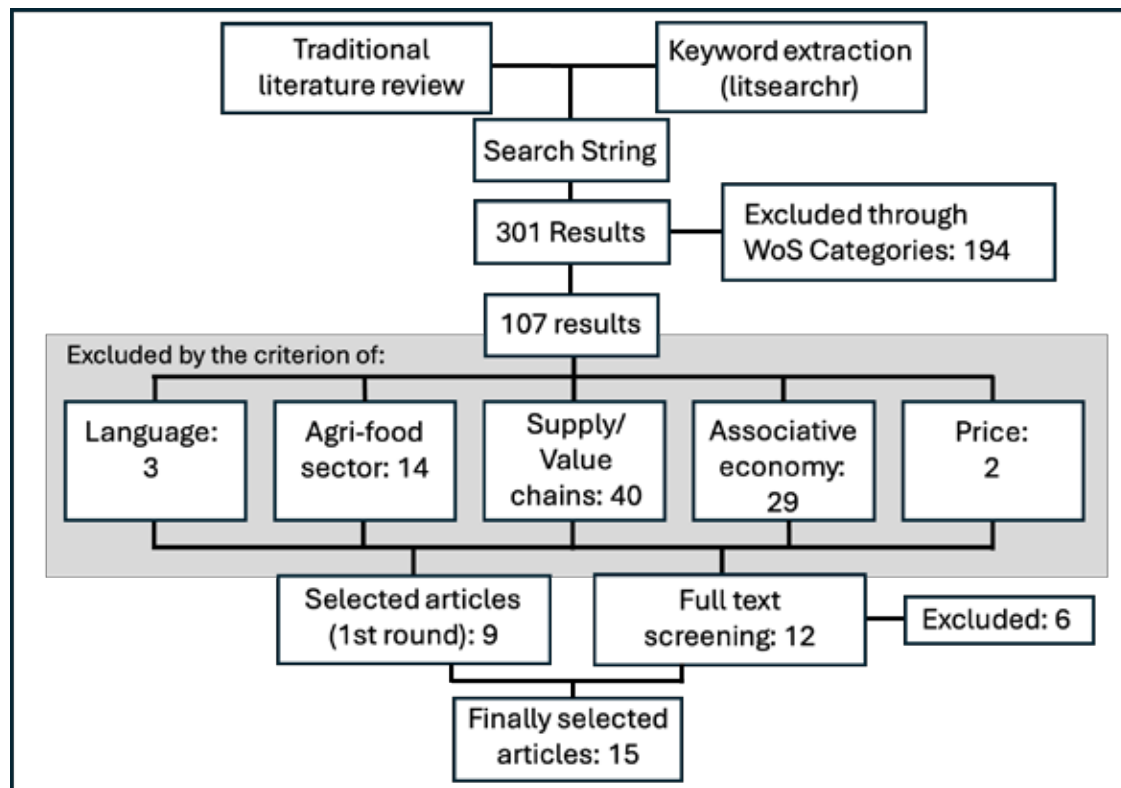 Traditional
literature review
Keyword extraction
(litsearchr)
Search String
301 Results
Excluded through
WoS Categories: 194
107 results
Excluded by the criterion of:
Language:
3
Agri-food
sector: 14
Supply/
Value
chains: 40
Associative
economy:
29
Price:
2
Selected articles
(1st round): 9
Full text
screening: 12
Excluded: 6
Finally selected
articles: 15